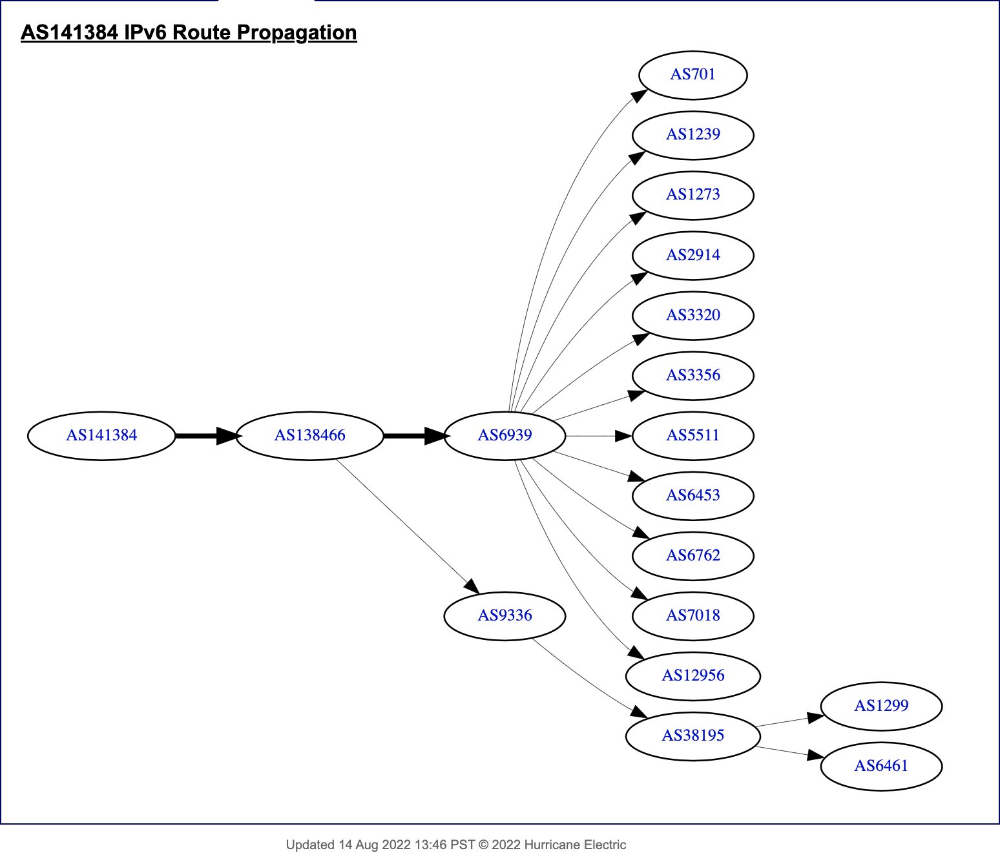 AS141384 IPv6 Route Propagation
AS701
AS1239
AS1273
AS2914
AS3320
AS3356
AS141384
AS138466
AS6939
AS5511
AS6453
AS6762
AS9336
AS7018
AS12956
AS1299
AS38195
AS6461
Updated 14 Aug 2022 13:46 PST © 2022 Hurricane Electric